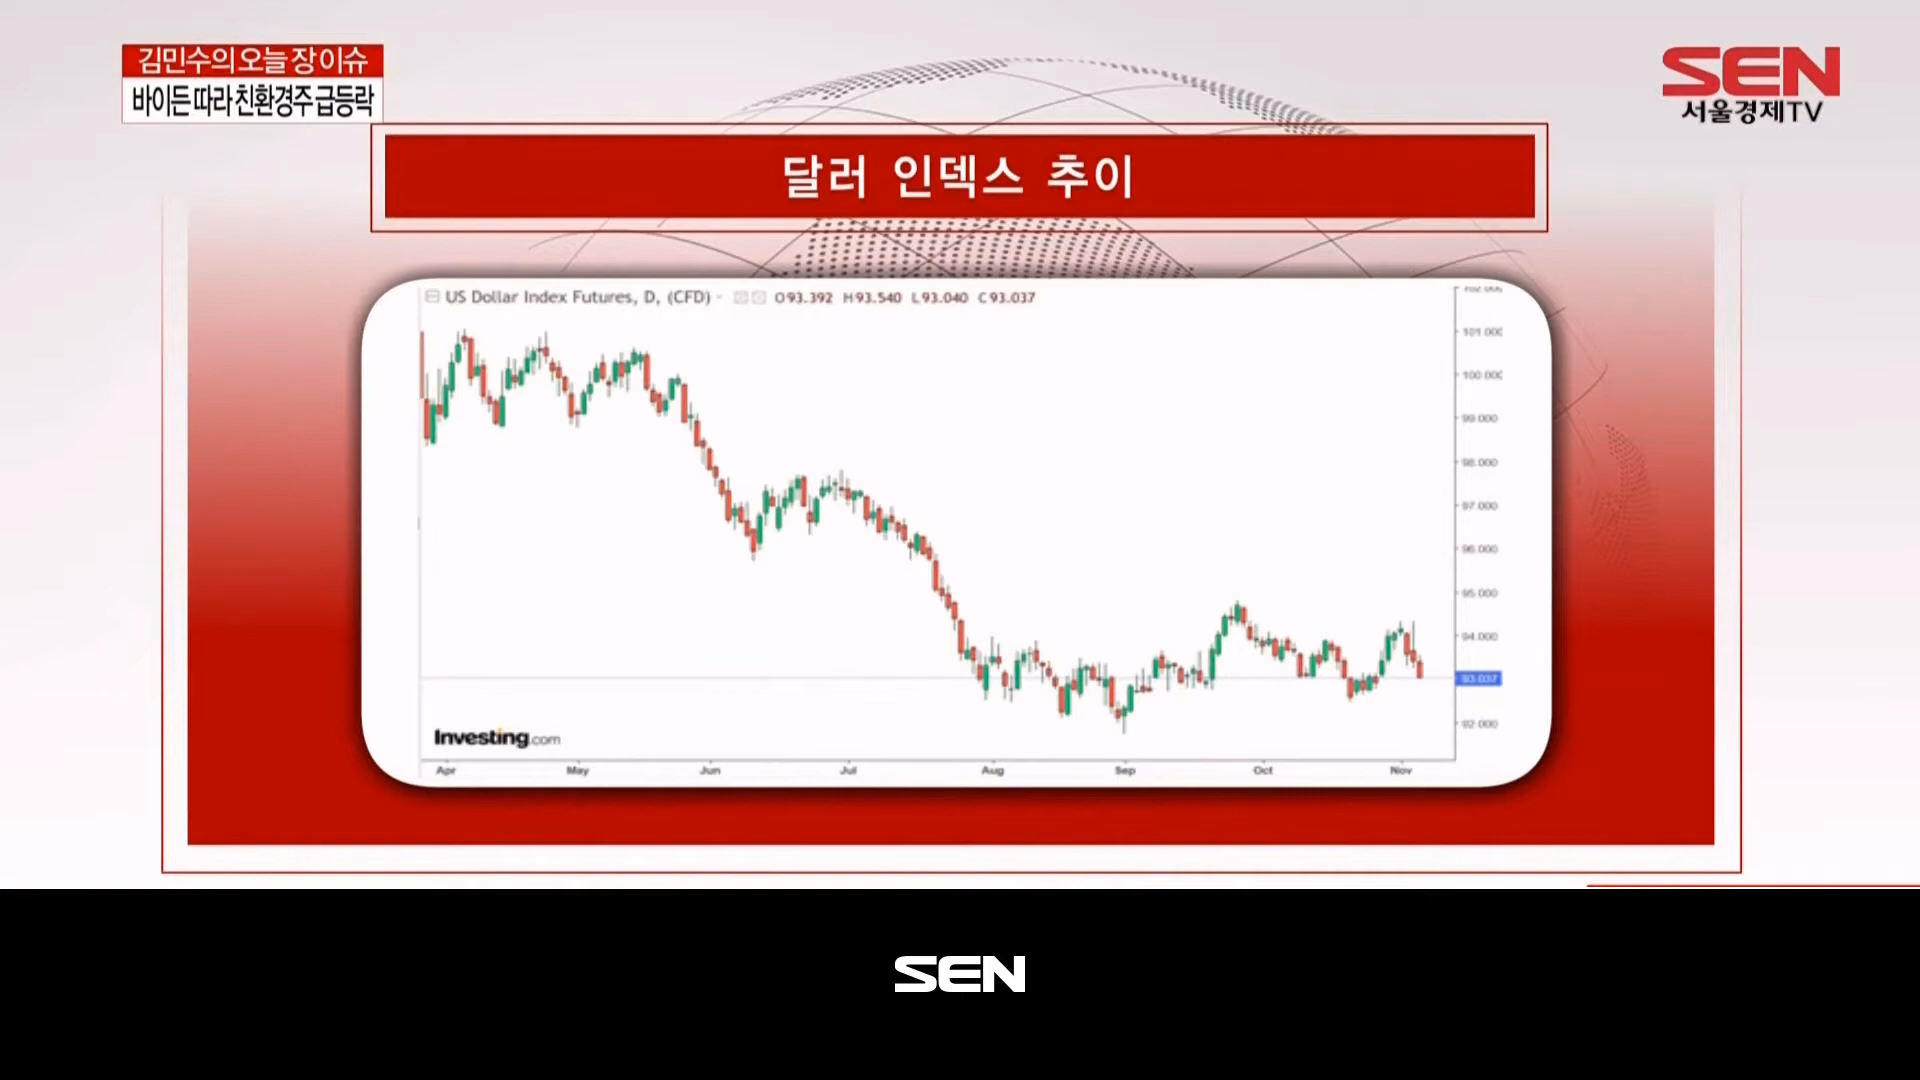 김민수의 오늘 장 이슈
바이든 따라 친환경주 급등락
SEN
서울경제TV
달러 인덱스 추이
US Dollar Index Futures, D, (CFD) O93.392 H93.540 L93.040 C93.037
102.000
101.000
100.000
99.000
98.000
97.000
96.000
95.000
94.000
93.037
92.000
Investing.com
Apr May Jun Jul Aug Sep Oct Nov
SEN